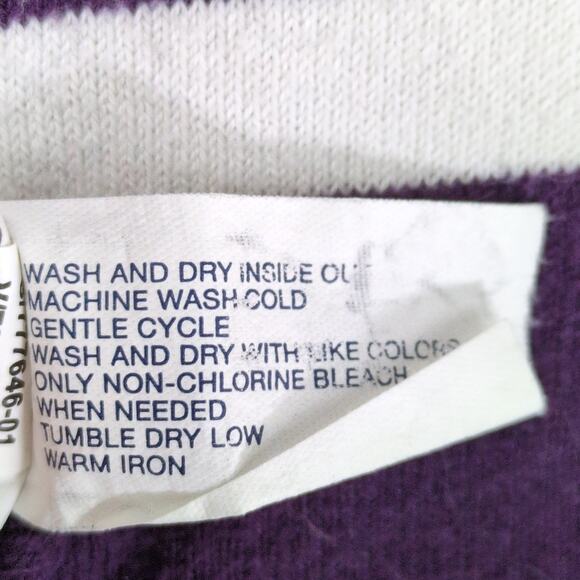 WASH AND DRY INSIDE OUT
MACHINE WASH COLD
GENTLE CYCLE
WASH AND DRY WITH LIKE COLORS
ONLY NON-CHLORINE BLEACH
WHEN NEEDED
TUMBLE DRY LOW
WARM IRON